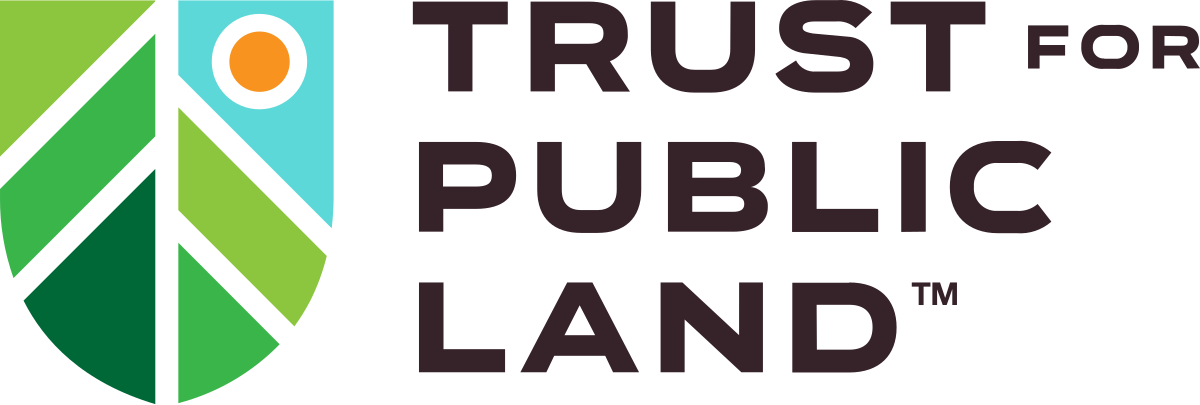 TRUST FOR
PUBLIC
LAND™